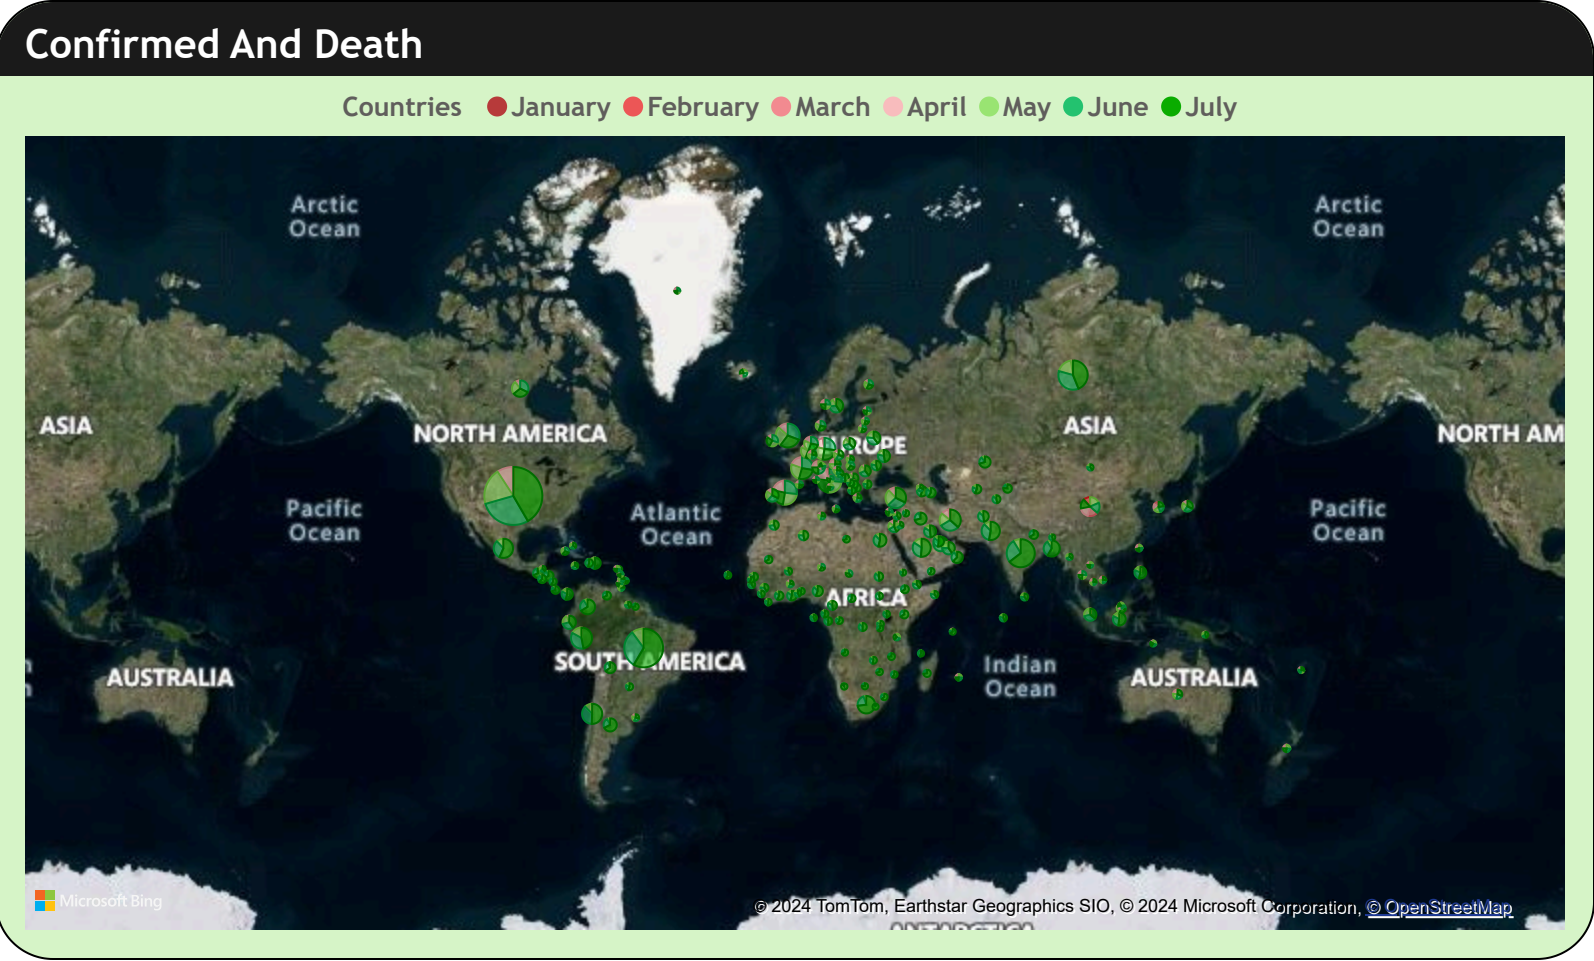 Confirmed And Death
Countries January February March April May June July
Arctic
Ocean
Arctic
Ocean
ASIA
NORTH AMERICA
EUROPE
ASIA
NORTH AM
Pacific
Ocean
Atlantic
Ocean
Pacific
Ocean
AFRICA
SOUTH AMERICA
AUSTRALIA
Indian
Ocean
AUSTRALIA
Microsoft Bing
© 2024 TomTom, Earthstar Geographics SIO, © 2024 Microsoft Corporation, © OpenStreetMap
ANTARCTICA